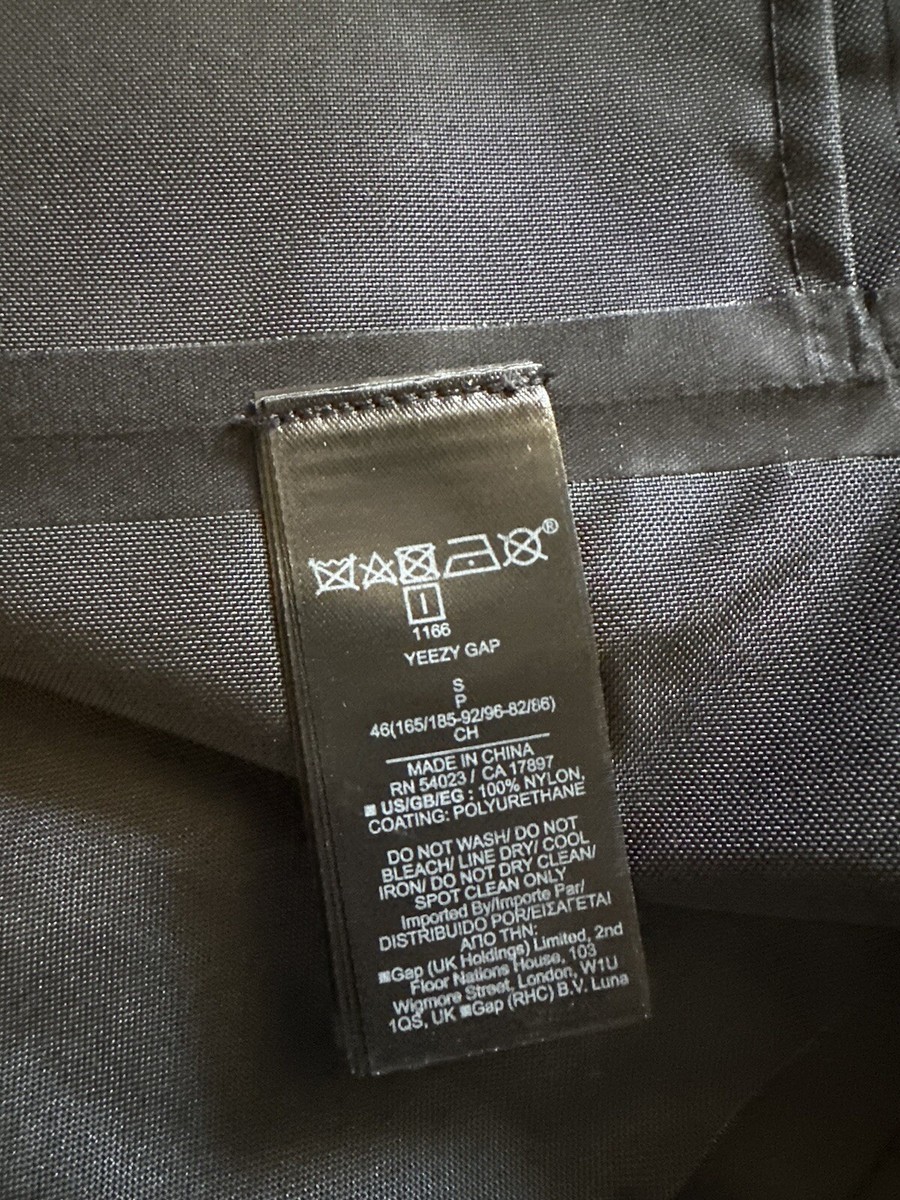 ®
I
1166
YEEZY GAP
S
P
46(165/185-92/96-82/86)
CH
MADE IN CHINA
RN 54023 / CA 17897
US/GB/EG : 100% NYLON,
COATING: POLYURETHANE
DO NOT WASH/ DO NOT
BLEACH/ LINE DRY/ COOL
IRON/ DO NOT DRY CLEAN/
SPOT CLEAN ONLY
Imported By/Importe Par/
DISTRIBUIDO POR/ΕΙΣΑΓΕΤΑΙ
ΑΠΟ ΤΗΝ:
Gap (UK Holdings) Limited, 2nd
Floor Nations House, 103
Wigmore Street, London, W1U
1QS, UK Gap (RHC) B.V. Luna